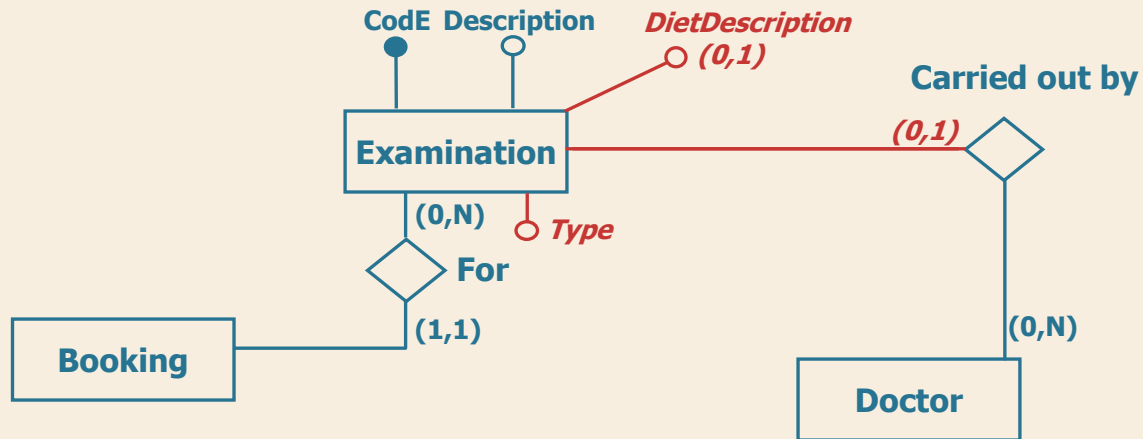 CodE Description
DietDescription
(0,1)
Carried out by
Examination
(0,1)
(0,N)
Type
For
(1,1)
(0,N)
Booking
Doctor